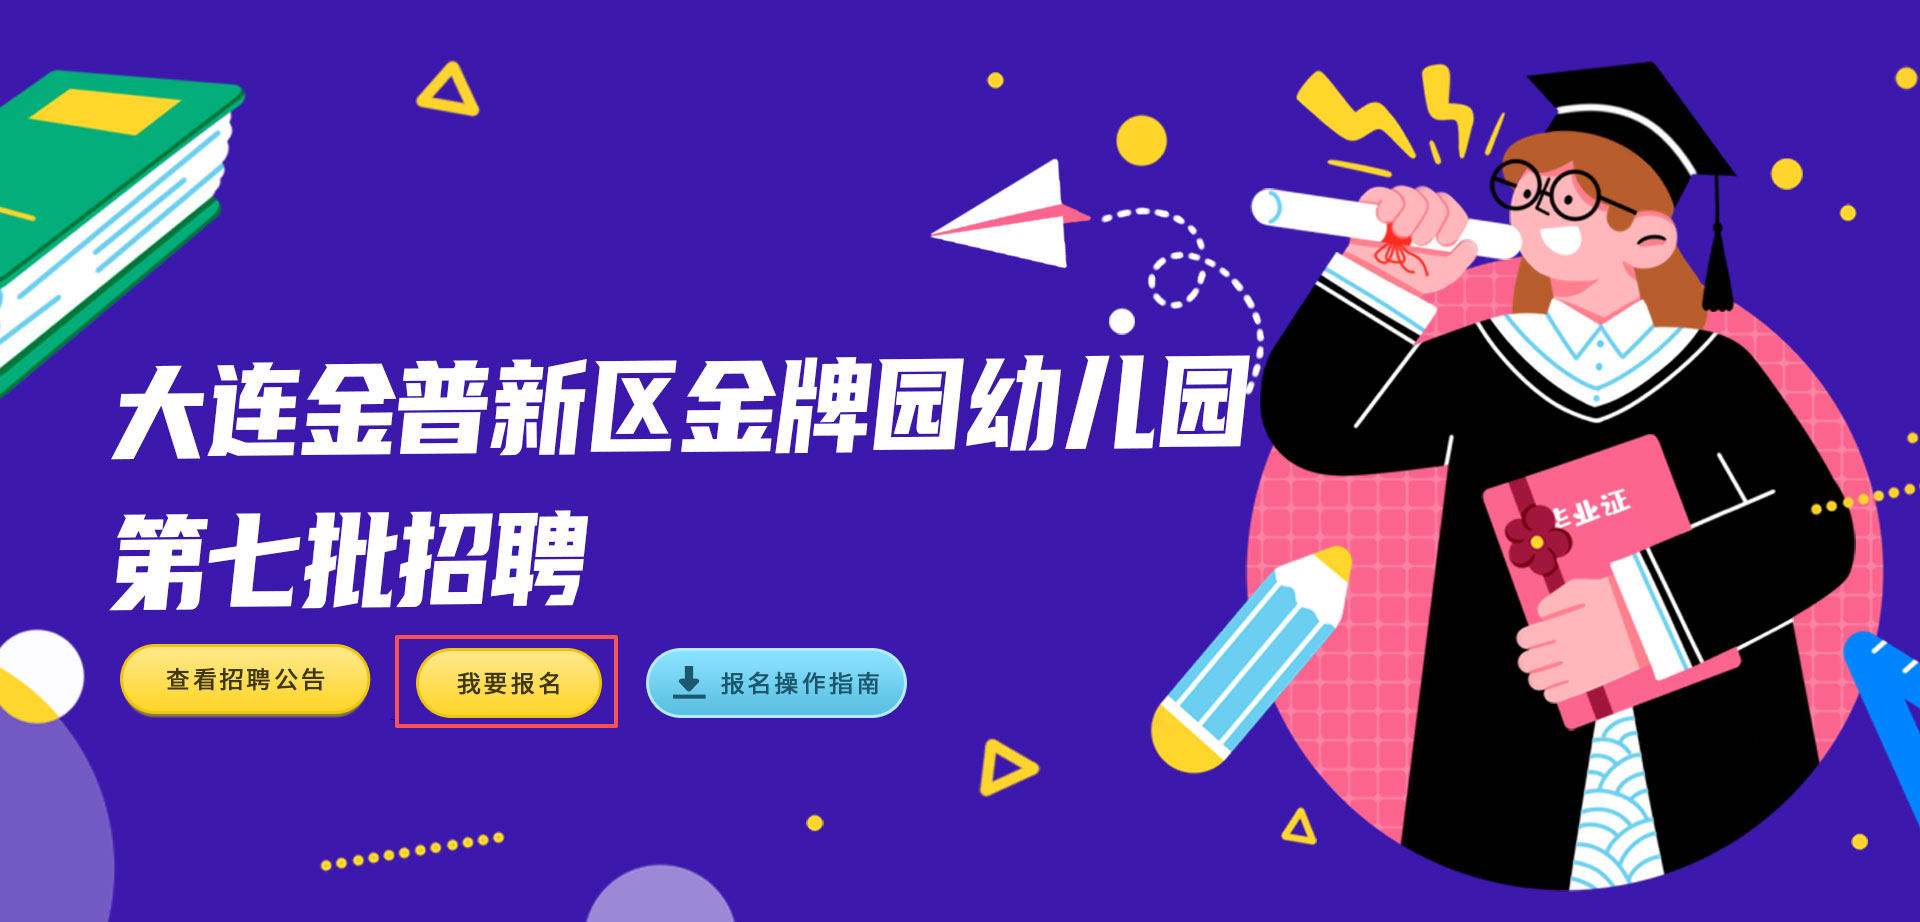 大连金普新区金牌园幼儿园
第七批招聘
查看招聘公告
我要报名
报名操作指南
毕业证